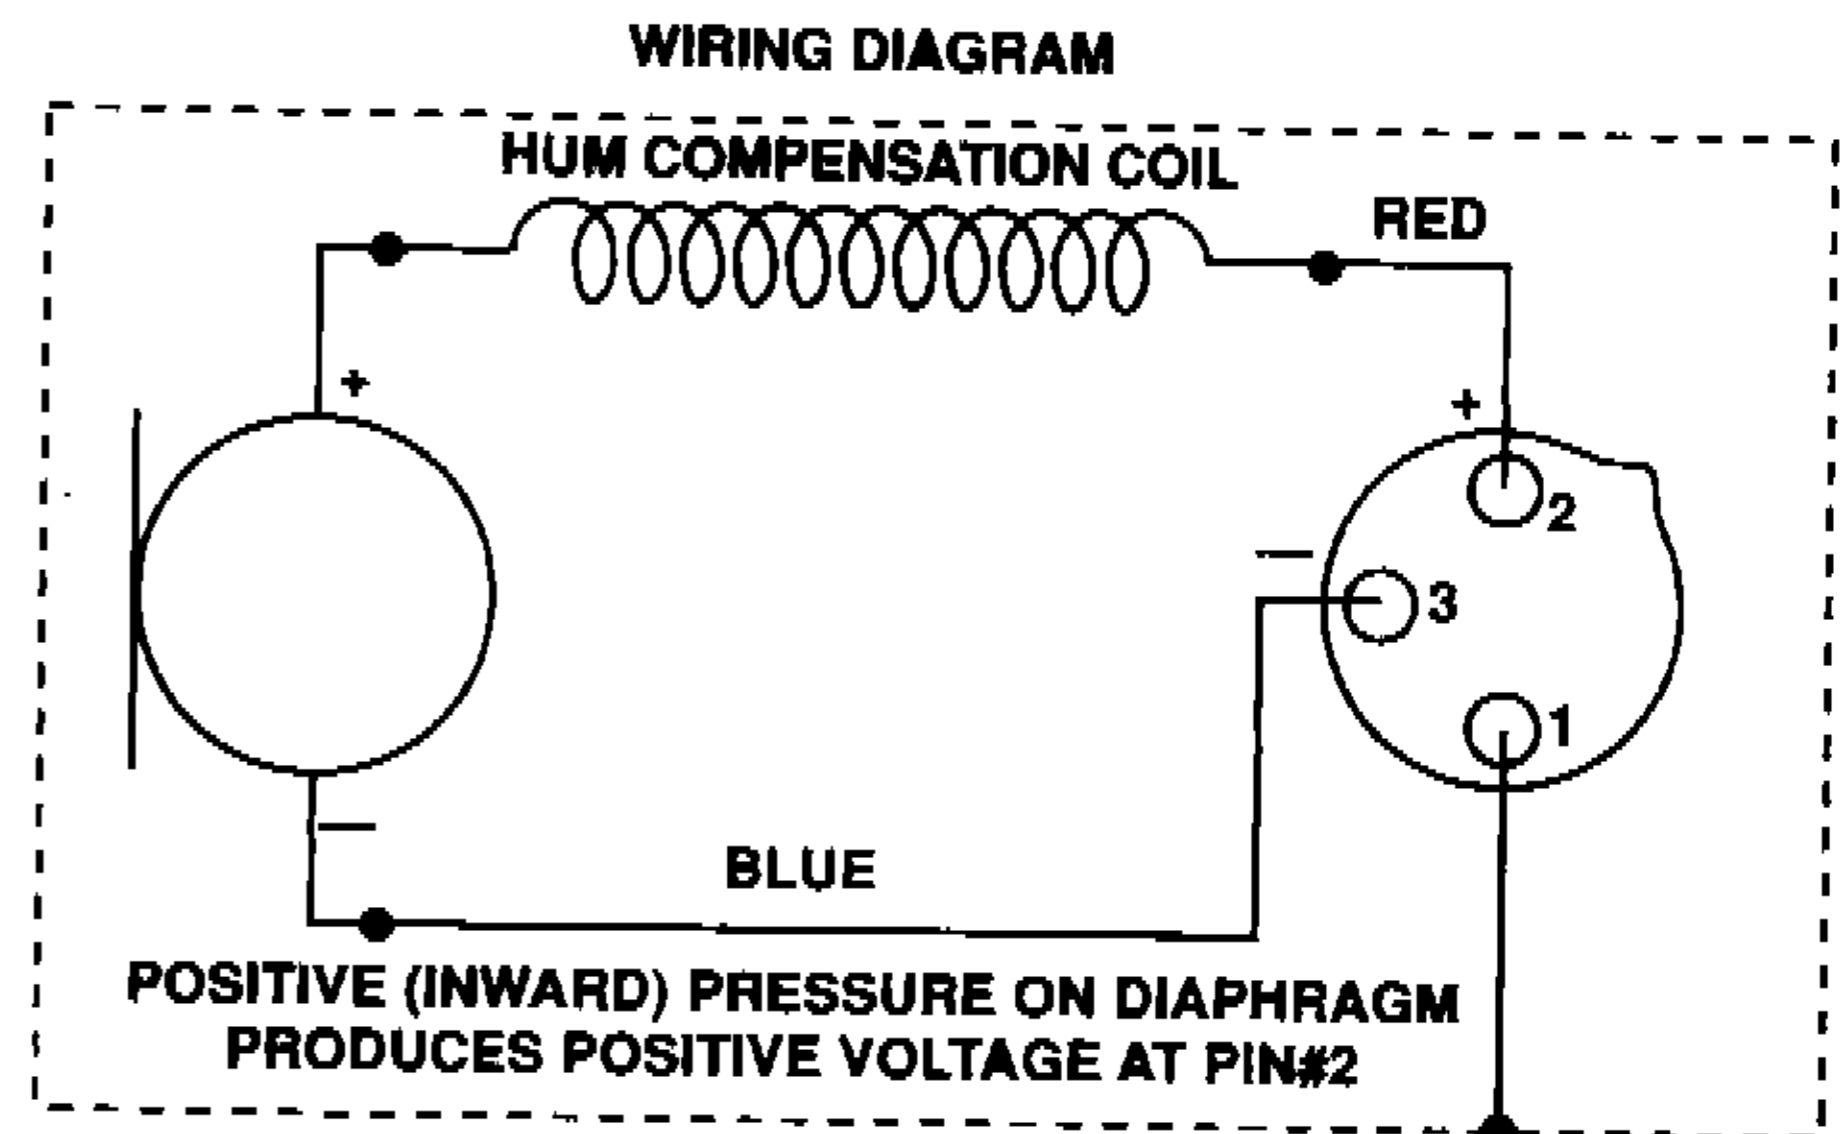 WIRING DIAGRAM
HUM COMPENSATION COIL
RED
+
+
2
—
3
1
—
BLUE
POSITIVE (INWARD) PRESSURE ON DIAPHRAGM
PRODUCES POSITIVE VOLTAGE AT PIN#2